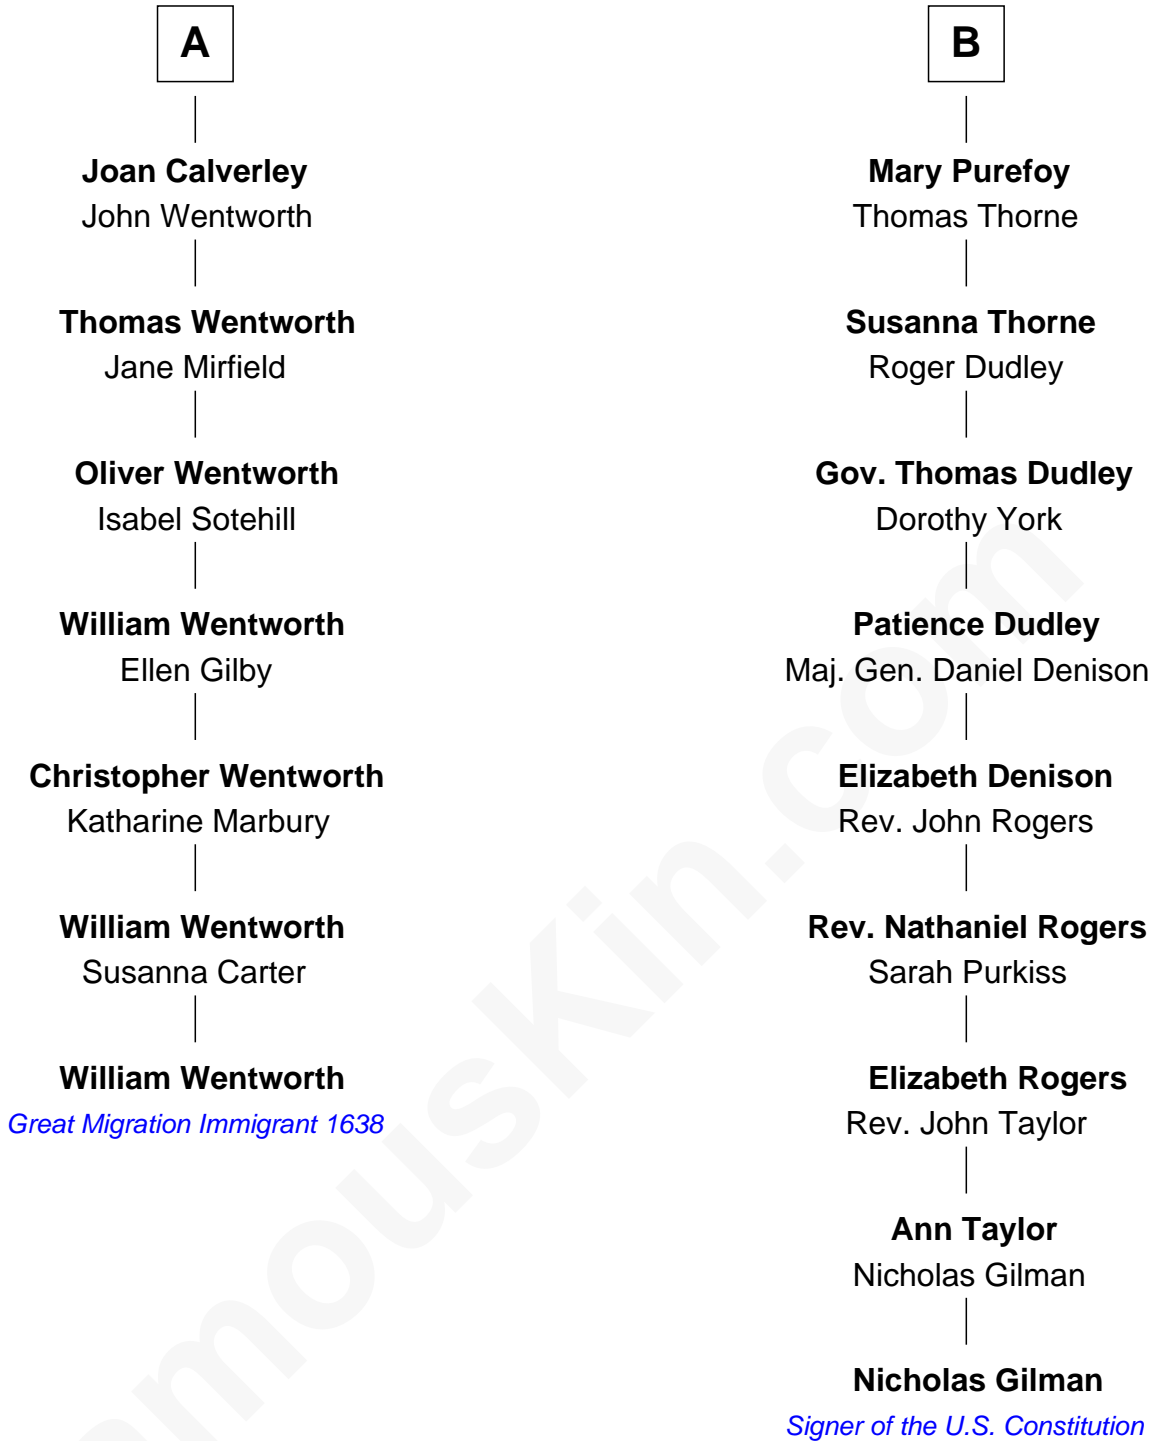 A
Joan Calverley
John Wentworth
Thomas Wentworth
Jane Mirfield
Oliver Wentworth
Isabel Sotehill
William Wentworth
Ellen Gilby
Christopher Wentworth
Katharine Marbury
William Wentworth
Susanna Carter
William Wentworth
Great Migration Immigrant 1638
B
Mary Purefoy
Thomas Thorne
Susanna Thorne
Roger Dudley
Gov. Thomas Dudley
Dorothy York
Patience Dudley
Maj. Gen. Daniel Denison
Elizabeth Denison
Rev. John Rogers
Rev. Nathaniel Rogers
Sarah Purkiss
Elizabeth Rogers
Rev. John Taylor
Ann Taylor
Nicholas Gilman
Nicholas Gilman
Signer of the U.S. Constitution
amousKin.com